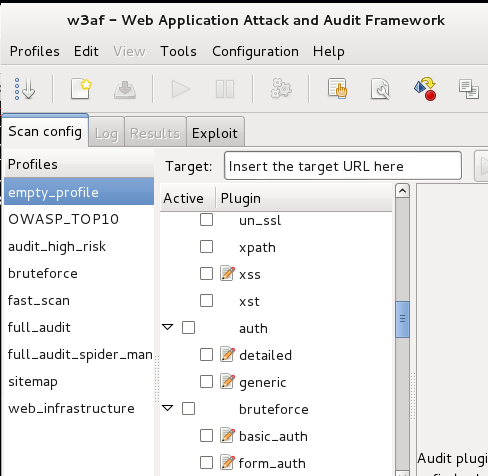 w3af – Web Application Attack and Audit Framework
Profiles Edit View Tools Configuration Help
Scan config Log Results Exploit
Profiles
empty_profile
OWASP_TOP10
audit_high_risk
bruteforce
fast_scan
full_audit
full_audit_spider_man
sitemap
web_infrastructure
Target: Insert the target URL here
Active Plugin
un_ssl
xpath
xss
xst
auth
detailed
generic
bruteforce
basic_auth
form_auth
Audit plugi